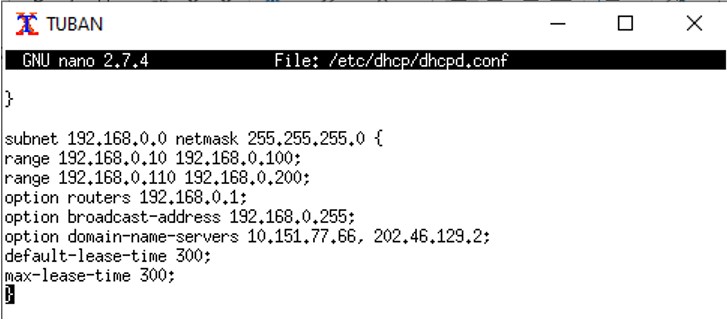 TUBAN
GNU nano 2.7.4 File: /etc/dhcp/dhcpd.conf
}
subnet 192.168.0.0 netmask 255.255.255.0 {
range 192.168.0.10 192.168.0.100;
range 192.168.0.110 192.168.0.200;
option routers 192.168.0.1;
option broadcast-address 192.168.0.255;
option domain-name-servers 10.151.77.66, 202.46.129.2;
default-lease-time 300;
max-lease-time 300;
}